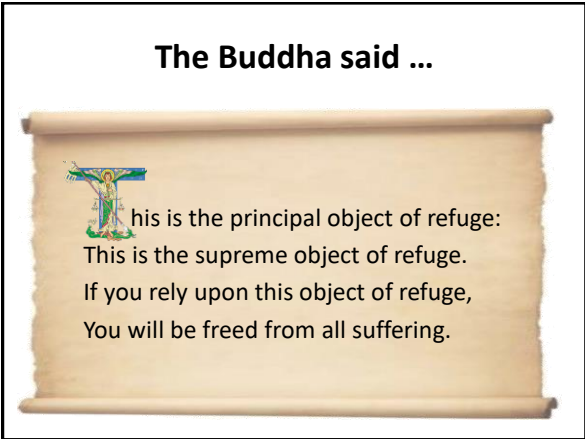 The Buddha said …
This is the principal object of refuge:
This is the supreme object of refuge.
If you rely upon this object of refuge,
You will be freed from all suffering.